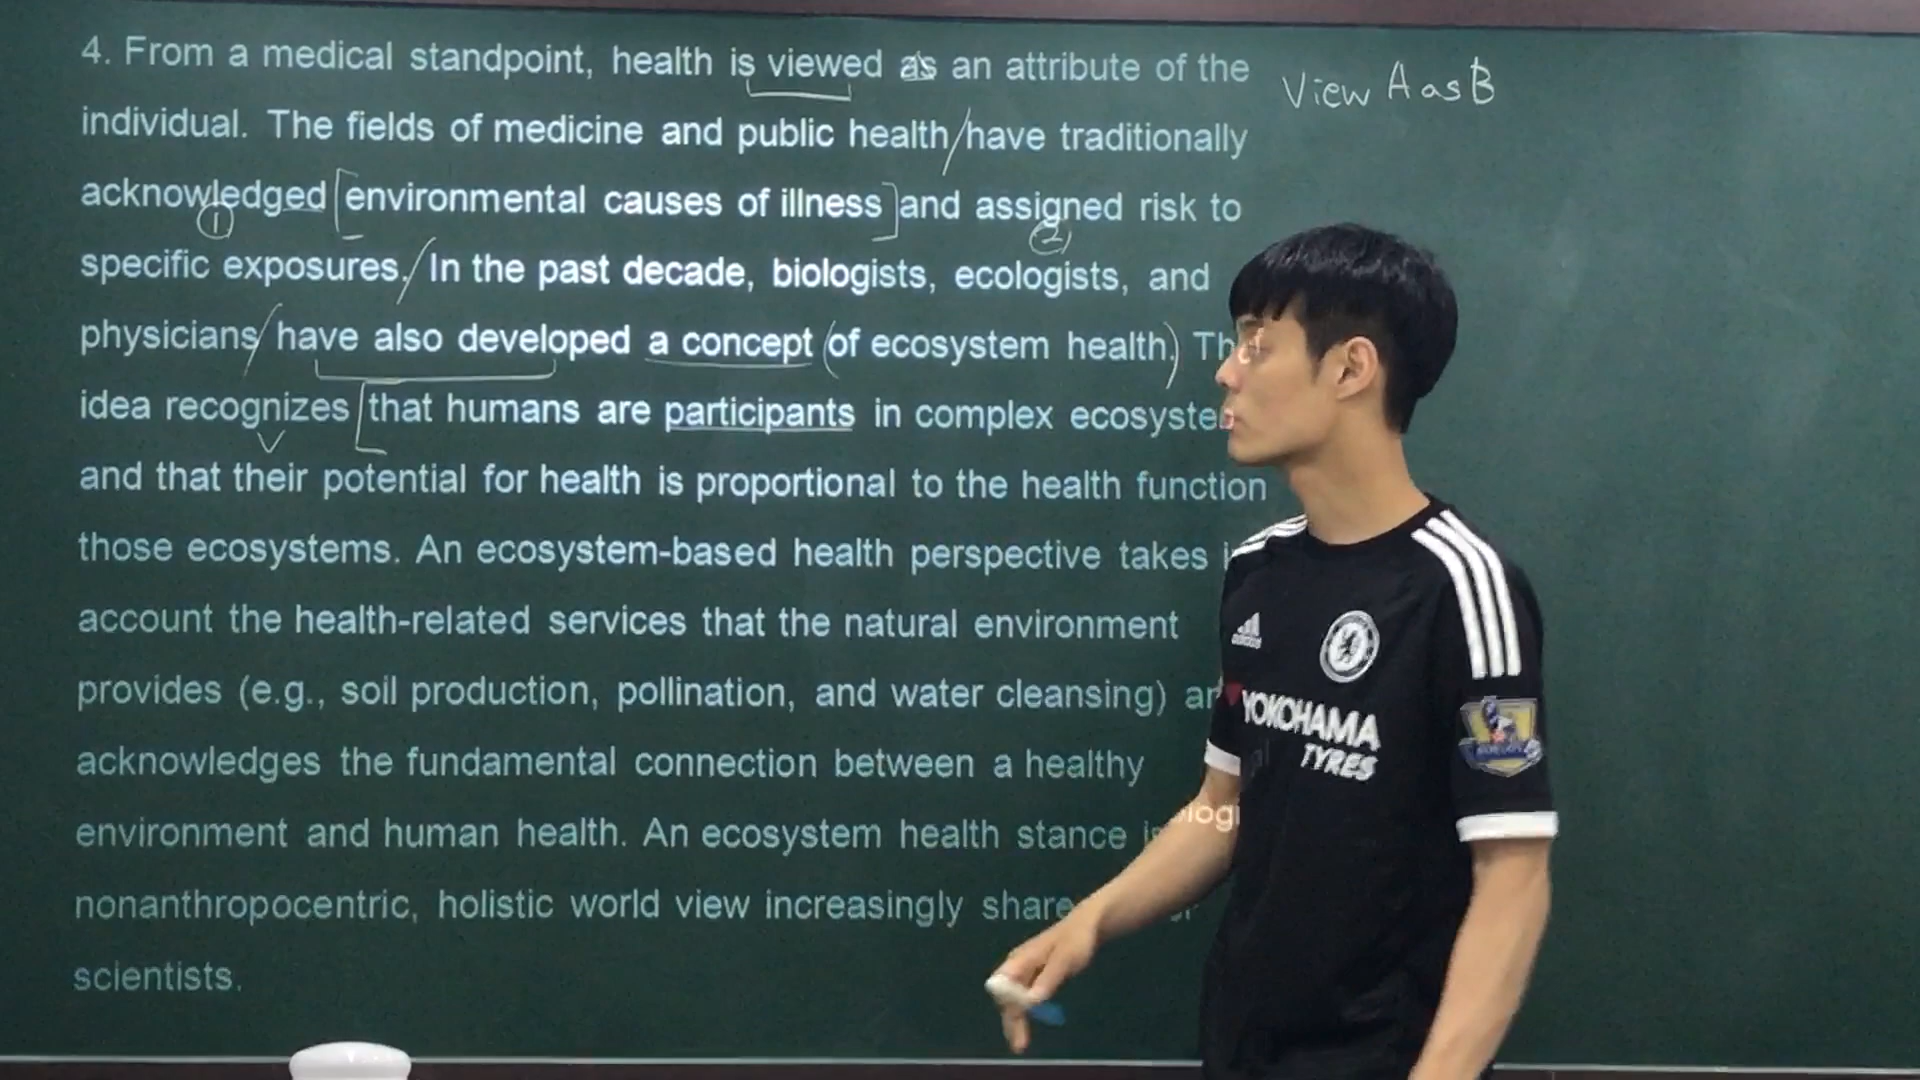 4. From a medical standpoint, health is viewed as an attribute of the
View A as B
individual. The fields of medicine and public health/have traditionally
acknowledged [environmental causes of illness] and assigned risk to
① ②
specific exposures./In the past decade, biologists, ecologists, and
physicians/have also developed a concept (of ecosystem health.) Th
idea recognizes [that humans are participants in complex ecosyste
V
and that their potential for health is proportional to the health function
those ecosystems. An ecosystem-based health perspective takes i
account the health-related services that the natural environment
provides (e.g., soil production, pollination, and water cleansing) an
acknowledges the fundamental connection between a healthy
environment and human health. An ecosystem health stance is
nonanthropocentric, holistic world view increasingly share
scientists.
adidas
YOKOHAMA
TYRES